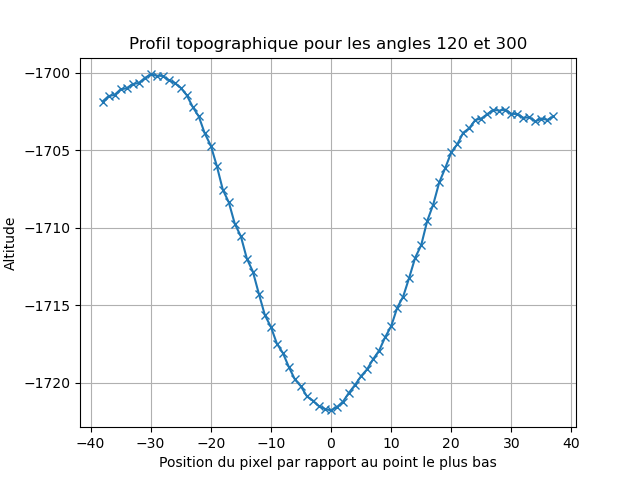 Profil topographique pour les angles 120 et 300
−1700
−1705
−1710
−1715
−1720
Altitude
−40 −30 −20 −10 0 10 20 30 40
Position du pixel par rapport au point le plus bas